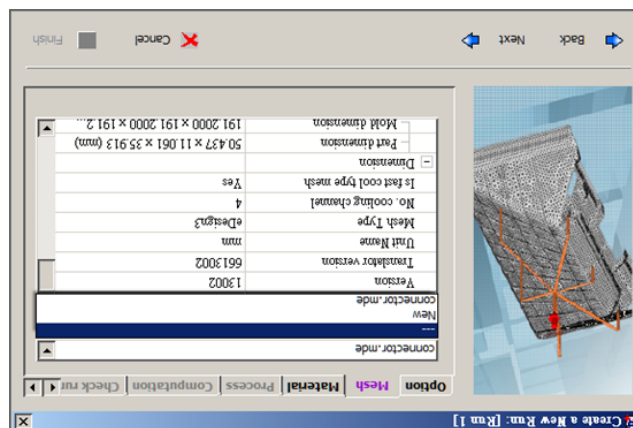 Create a New Run: [Run 1]
Option Mesh Material Process Computation Check run
connector.mde
---
New
connector.mde
Version 13002
Translator version 6613002
Unit Name mm
Mesh Type eDesign3
No. cooling channel 4
Is fast cool type mesh Yes
Dimension
Part dimension 50.437 x 11.061 x 35.913 (mm)
Mold dimension 191.2000 x 191.2000 x 191.2...
Back Next Cancel Finish